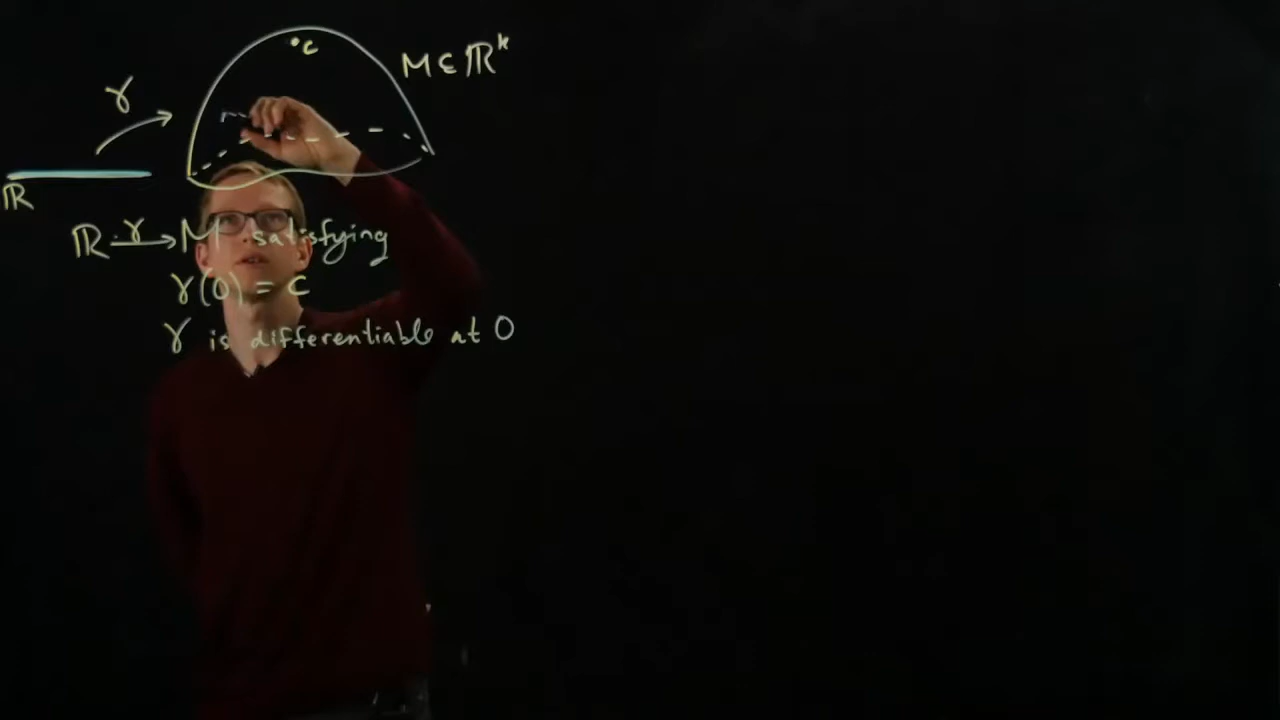 c
M ∈ ℝᵏ
γ
ℝ
ℝ γ→ M satisfying
γ(0) = c
γ is differentiable at 0